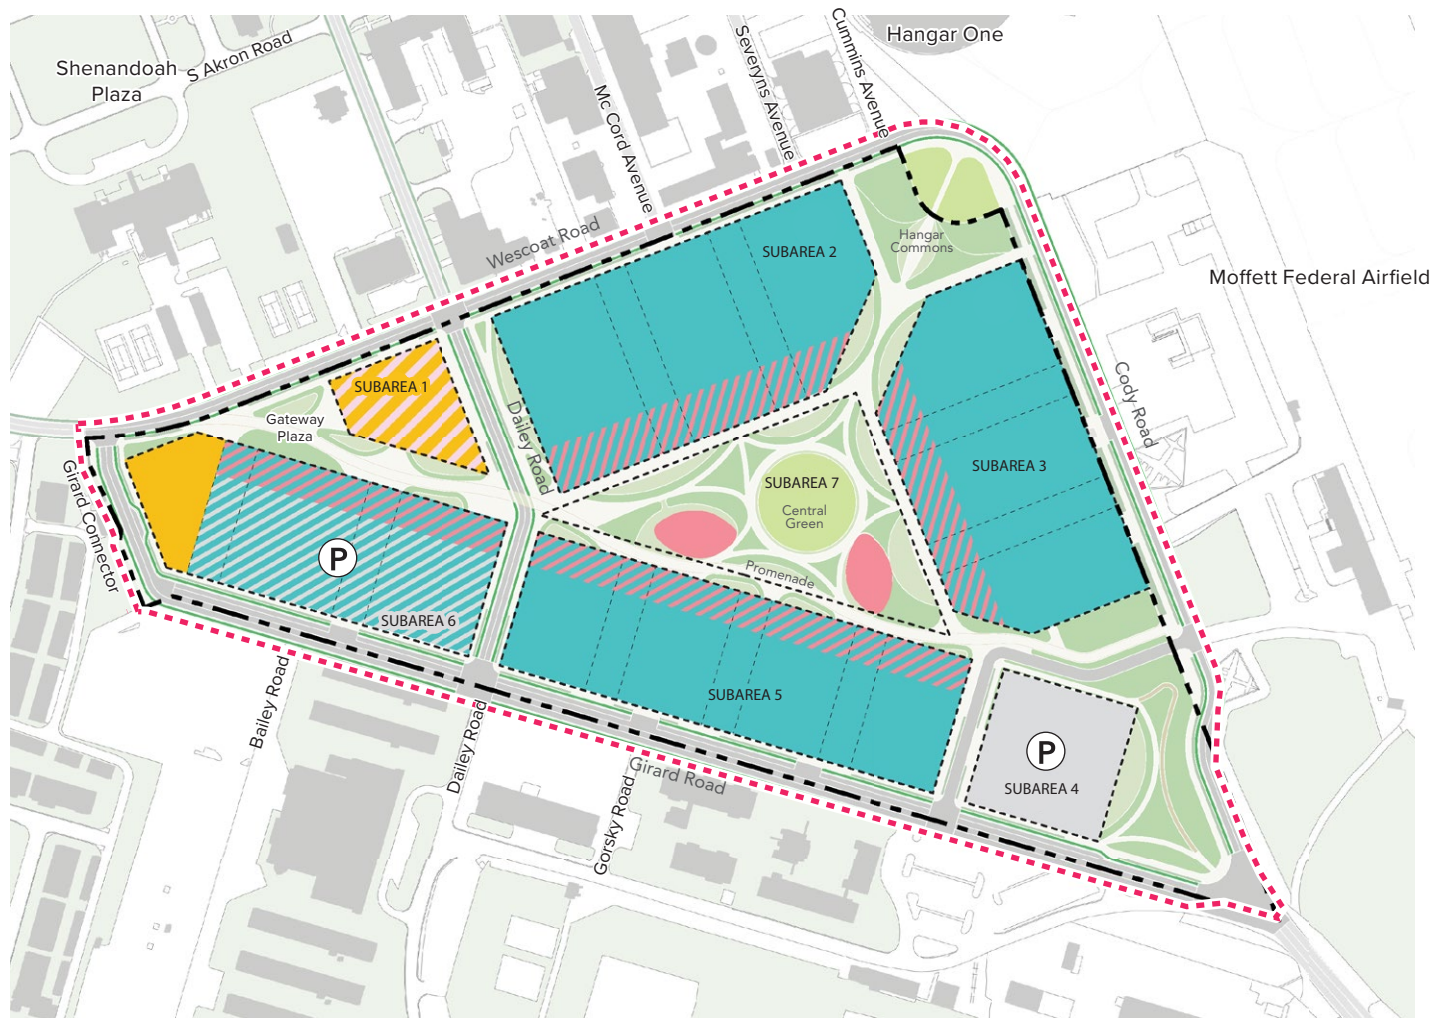 Hangar One
Cummins Avenue
Severyns Avenue
Shenandoah
Plaza
S Akron Road
Mc Cord Avenue
Wescoat Road
Hangar
Commons
SUBAREA 2
Moffett Federal Airfield
SUBAREA 1
Gateway
Plaza
Dailey Road
Cody Road
SUBAREA 3
SUBAREA 7
Central
Green
Girard Connector
P
Promenade
SUBAREA 6
SUBAREA 5
Bailey Road
Dailey Road
Girard Road
Gorsky Road
P
SUBAREA 4